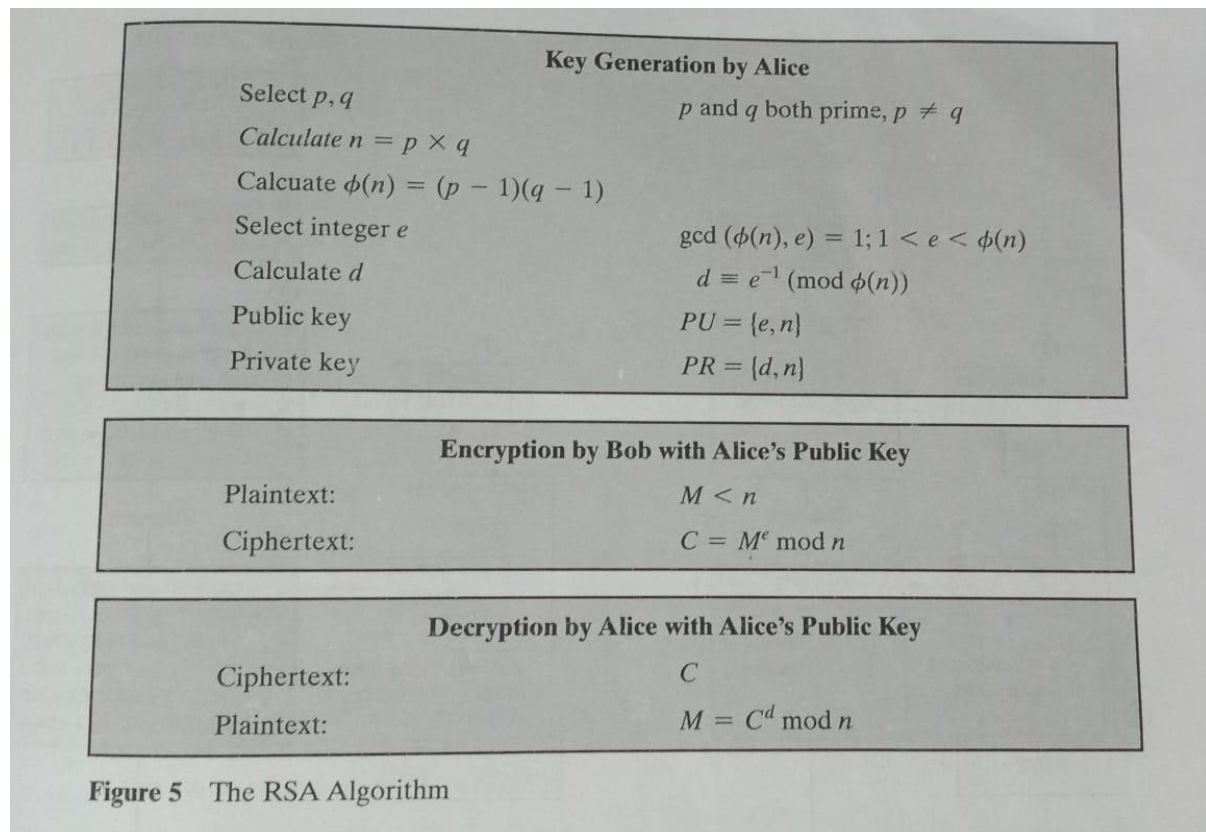 Key Generation by Alice
Select p, q p and q both prime, p ≠ q
Calculate n = p × q
Calcuate ϕ(n) = (p − 1)(q − 1)
Select integer e gcd (ϕ(n), e) = 1; 1 < e < ϕ(n)
Calculate d d ≡ e⁻¹ (mod ϕ(n))
Public key PU = {e, n}
Private key PR = {d, n}
Encryption by Bob with Alice’s Public Key
Plaintext: M < n
Ciphertext: C = Mᵉ mod n
Decryption by Alice with Alice’s Public Key
Ciphertext: C
Plaintext: M = Cᵈ mod n
Figure 5 The RSA Algorithm